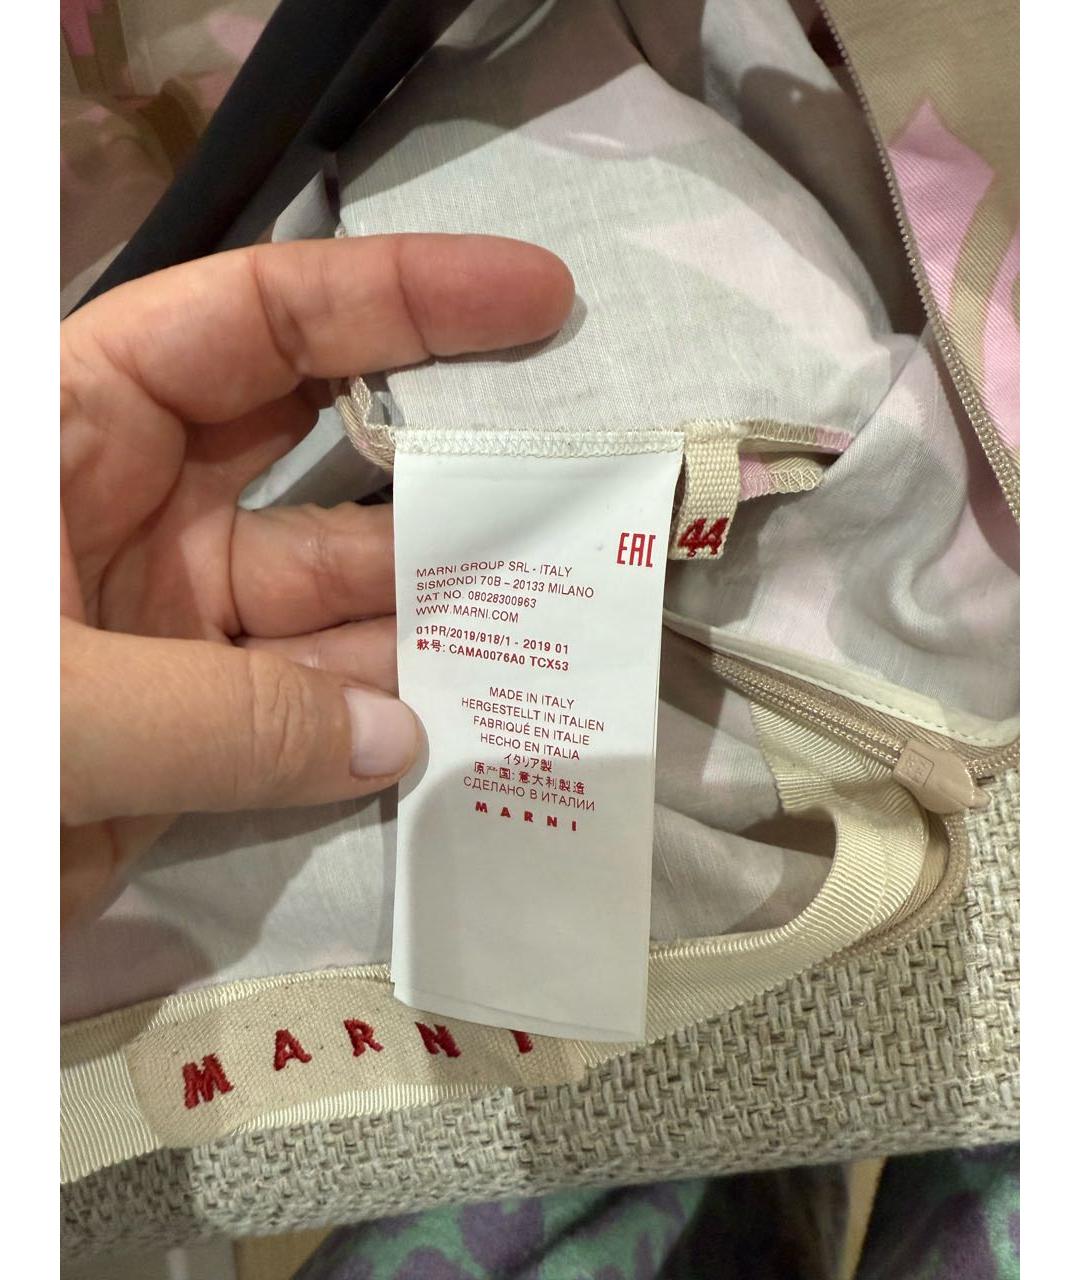 EAC
44
MARNI GROUP SRL - ITALY
SISMONDI 70B – 20133 MILANO
VAT NO. 08028300963
WWW.MARNI.COM
01PR/2019/918/1 - 2019 01
款号: CAMA0076A0 TCX53
MADE IN ITALY
HERGESTELLT IN ITALIEN
FABRIQUÉ EN ITALIE
HECHO EN ITALIA
イタリア製
原产国: 意大利製造
СДЕЛАНО В ИТАЛИИ
MARNI
MARNI